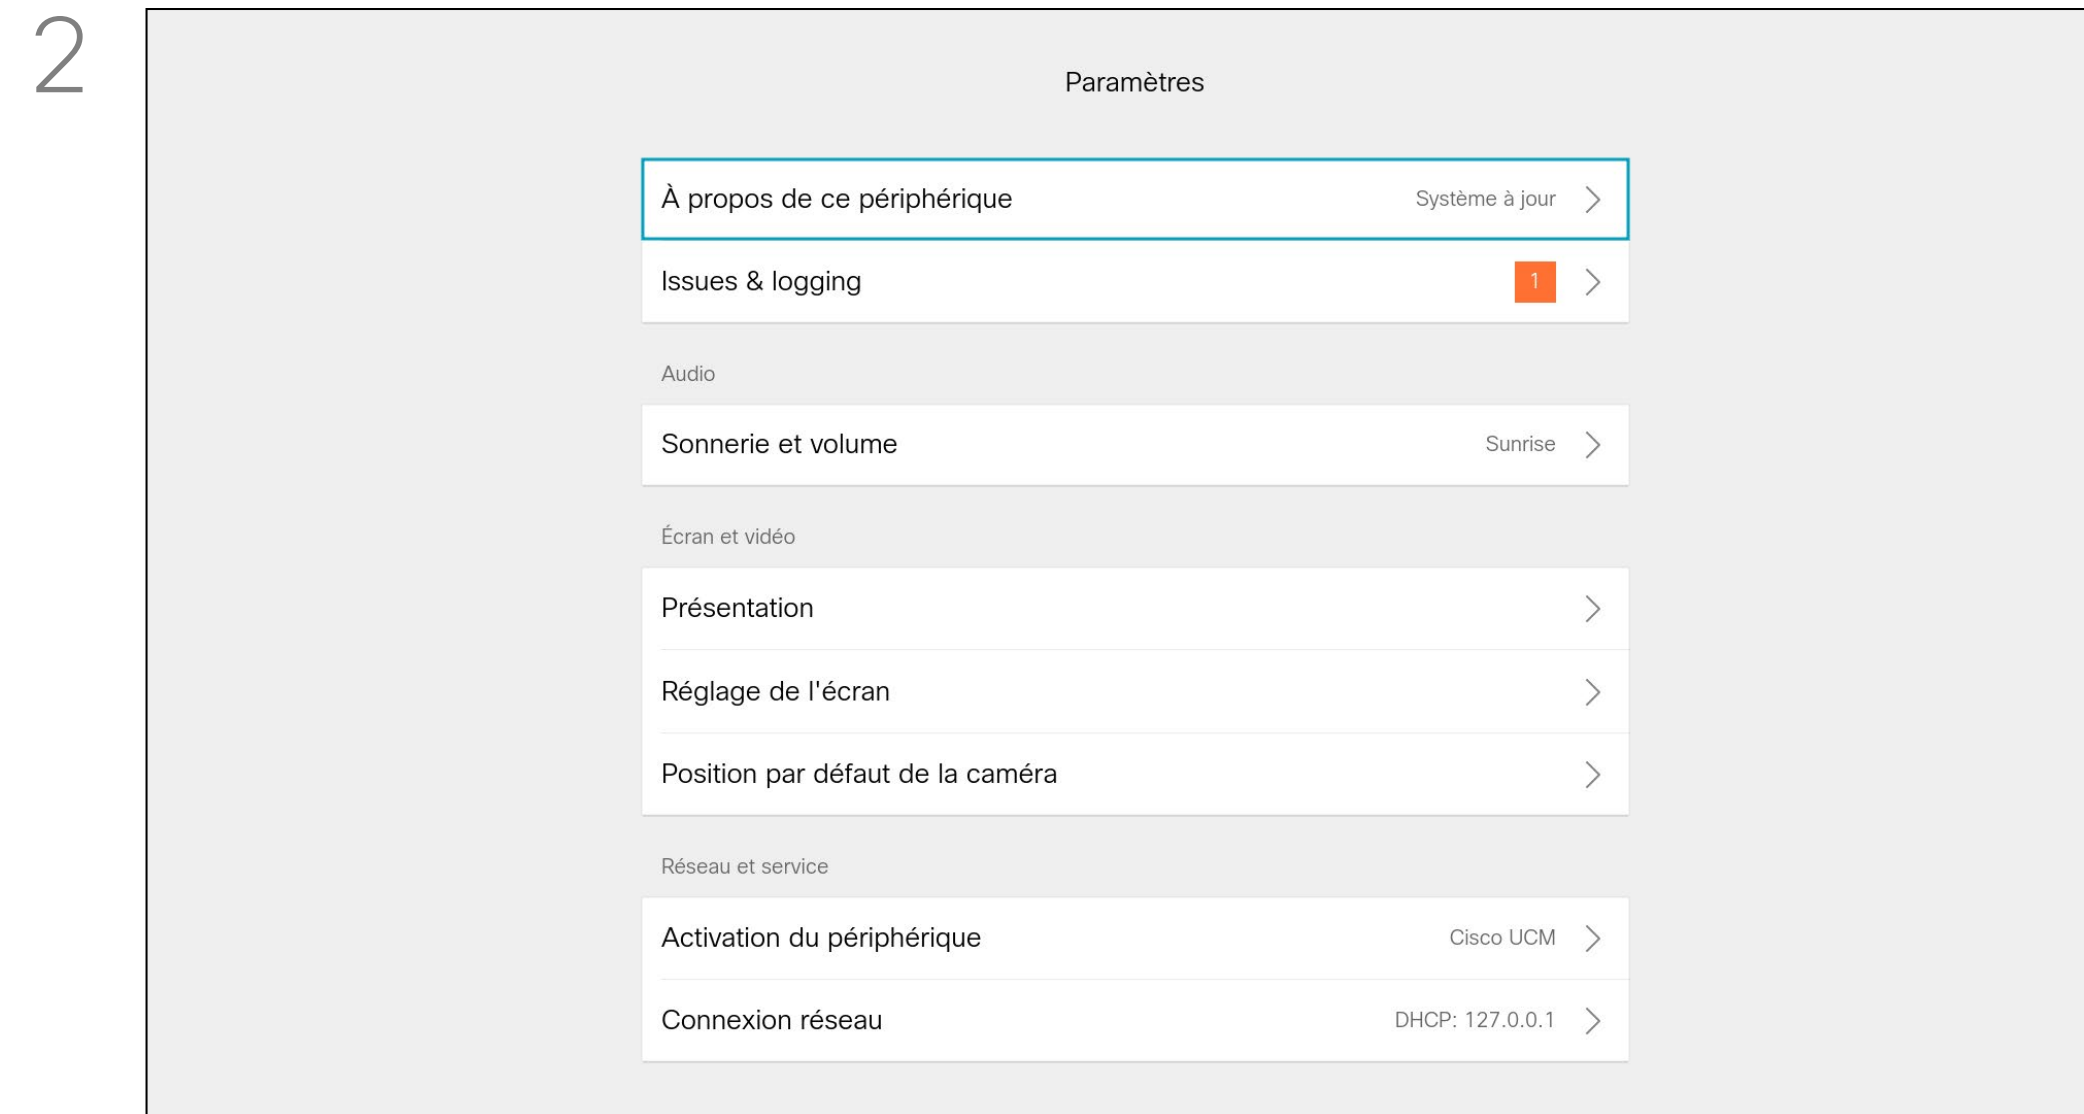 2
Paramètres
À propos de ce périphérique Système à jour
Issues & logging 1
Audio
Sonnerie et volume Sunrise
Écran et vidéo
Présentation
Réglage de l'écran
Position par défaut de la caméra
Réseau et service
Activation du périphérique Cisco UCM
Connexion réseau DHCP: 127.0.0.1